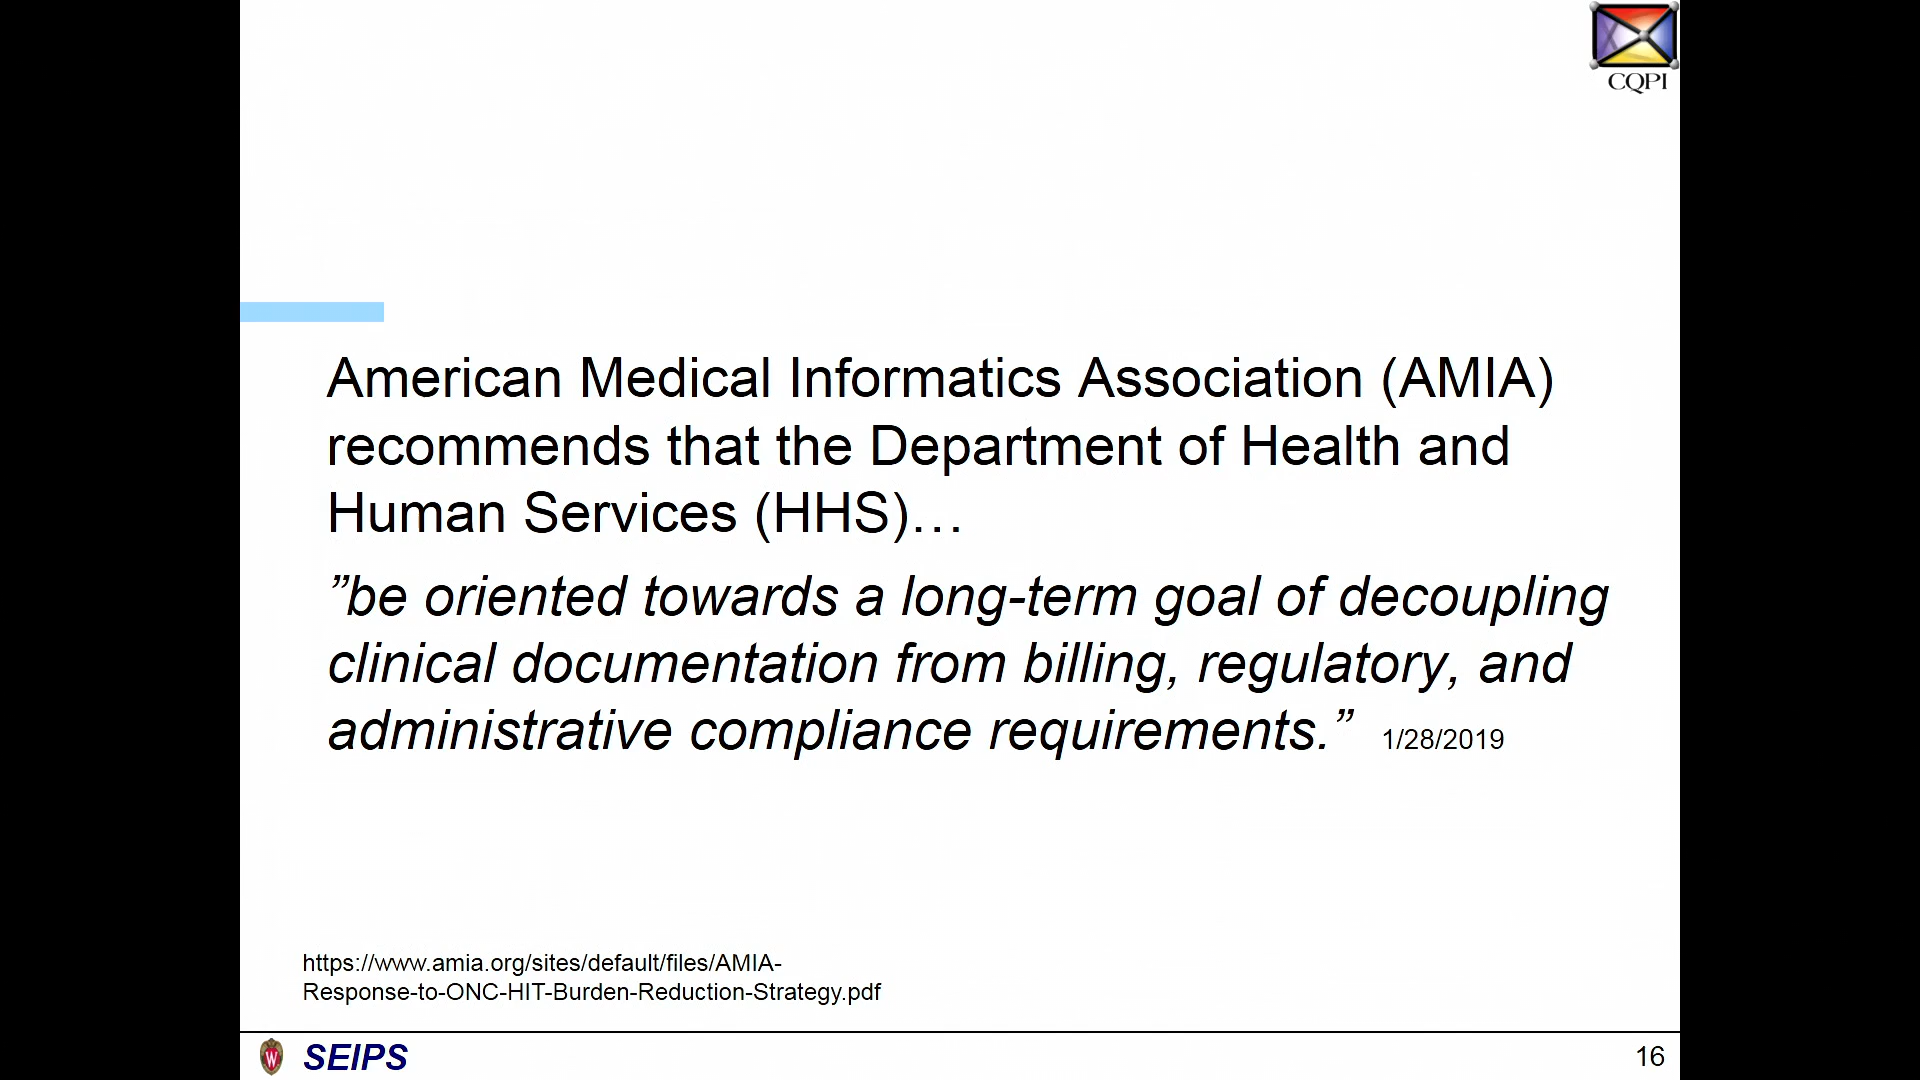 CQPI
American Medical Informatics Association (AMIA)
recommends that the Department of Health and
Human Services (HHS)…
”be oriented towards a long-term goal of decoupling
clinical documentation from billing, regulatory, and
administrative compliance requirements.” 1/28/2019
https://www.amia.org/sites/default/files/AMIA-
Response-to-ONC-HIT-Burden-Reduction-Strategy.pdf
W SEIPS
16